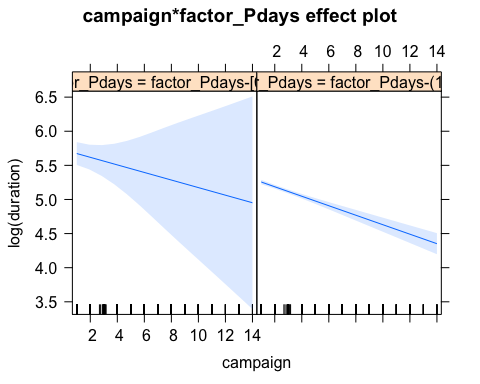 campaign*factor_Pdays effect plot
2 4 6 8 10 12 14
r_Pdays = factor_Pdays-[ r_Pdays = factor_Pdays-(1
6.5
6.0
5.5
5.0
4.5
4.0
3.5
log(duration)
2 4 6 8 10 12 14
campaign